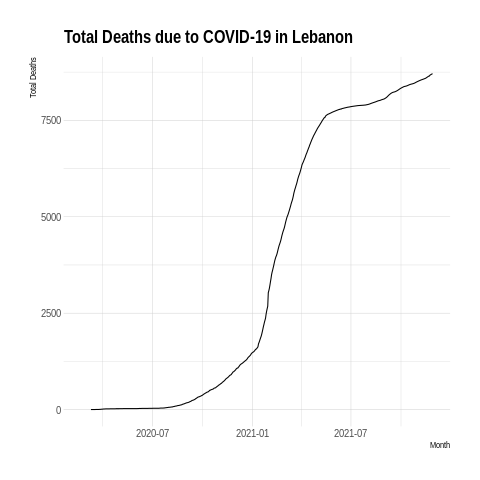 Total Deaths due to COVID-19 in Lebanon
Total Deaths
7500
5000
2500
0
2020-07 2021-01 2021-07
Month